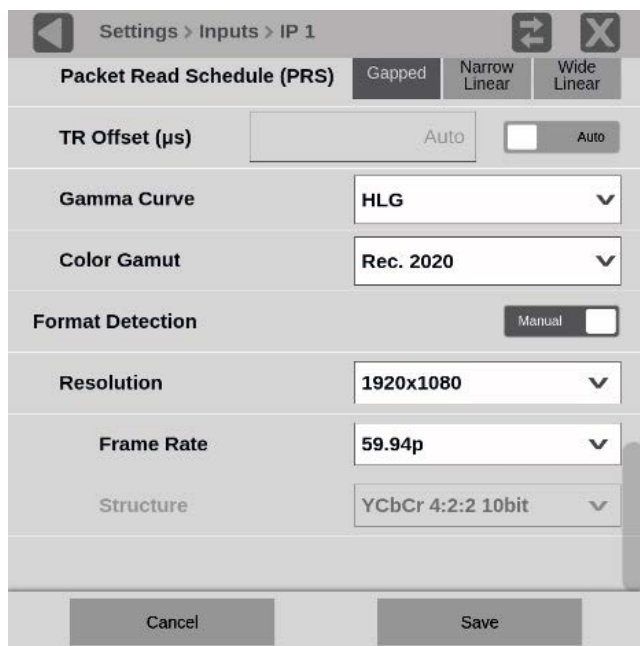 Settings > Inputs > IP 1
Packet Read Schedule (PRS) Gapped Narrow Linear Wide Linear
TR Offset (µs) Auto Auto
Gamma Curve HLG
Color Gamut Rec. 2020
Format Detection Manual
Resolution 1920x1080
Frame Rate 59.94p
Structure YCbCr 4:2:2 10bit
Cancel Save